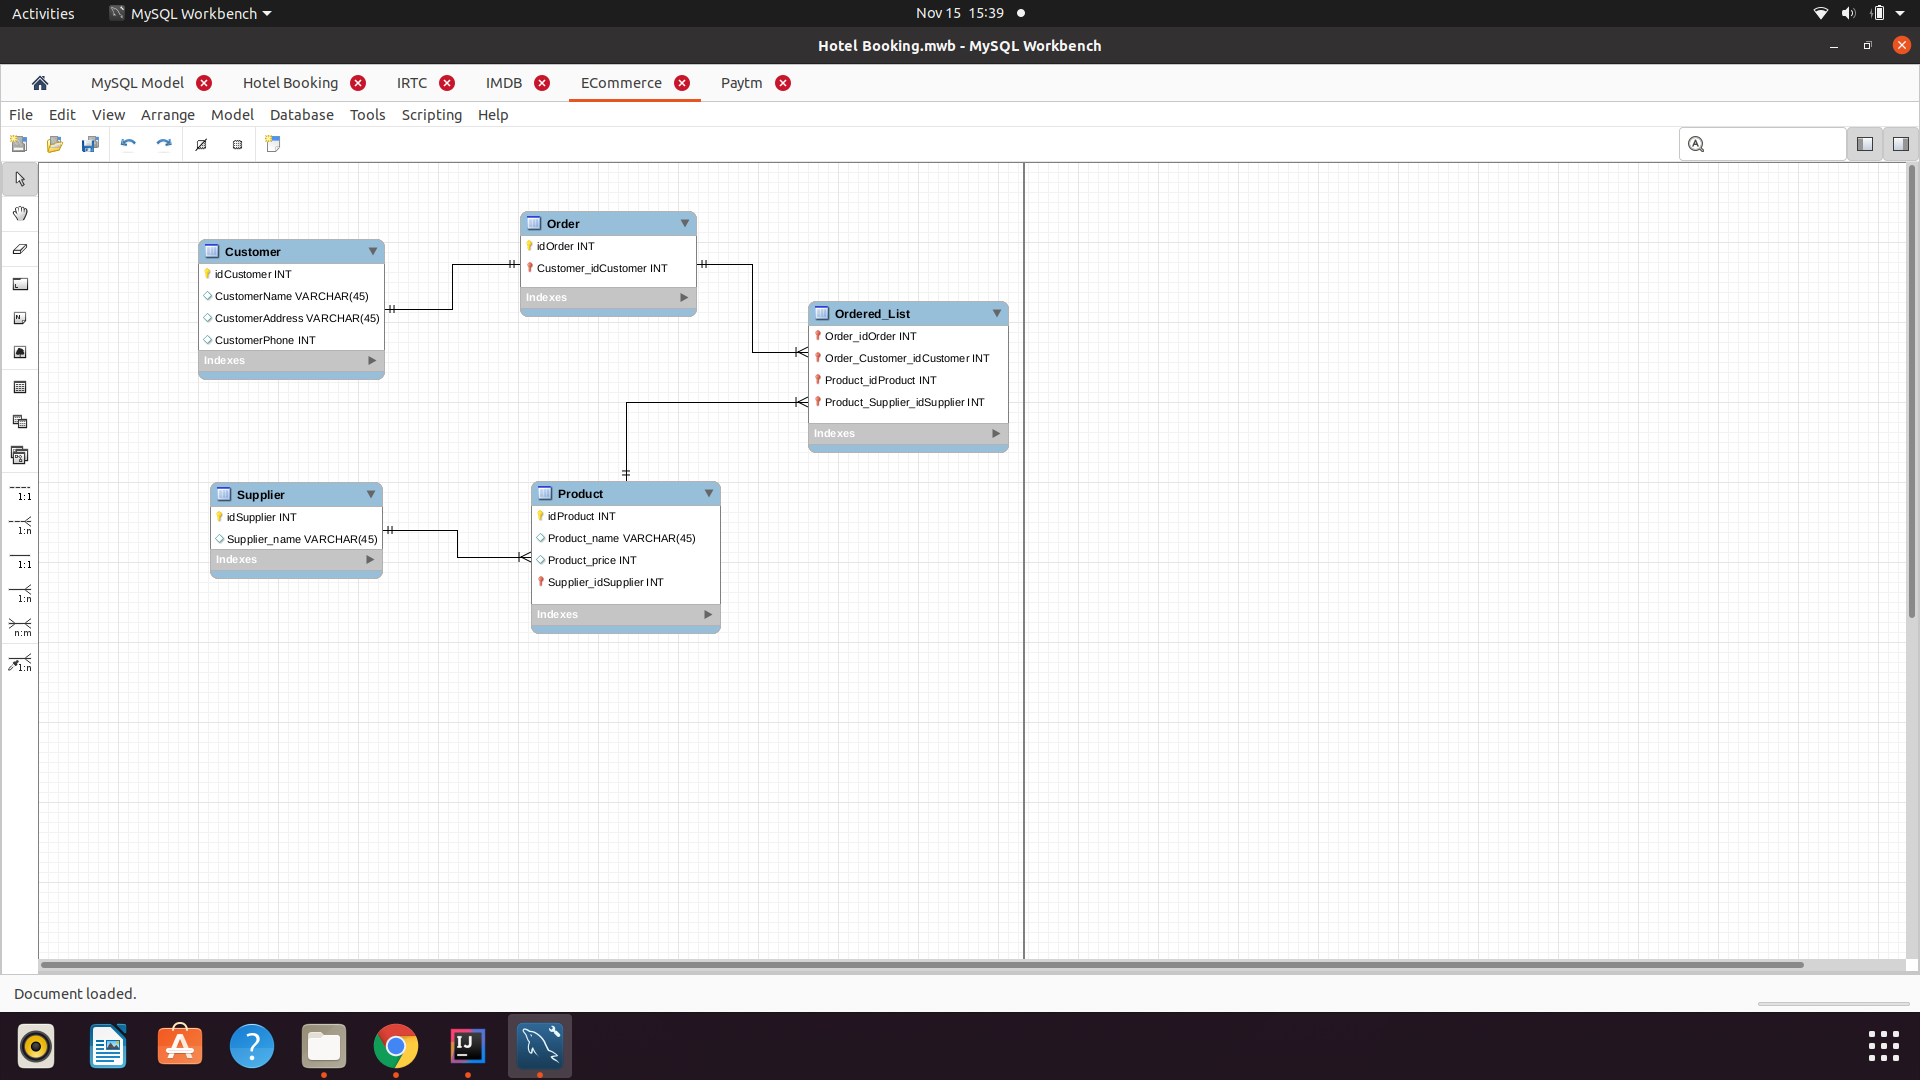 Activities MySQL Workbench Nov 15 15:39
Hotel Booking.mwb - MySQL Workbench
MySQL Model Hotel Booking IRTC IMDB ECommerce Paytm
File Edit View Arrange Model Database Tools Scripting Help
Customer
idCustomer INT
CustomerName VARCHAR(45)
CustomerAddress VARCHAR(45)
CustomerPhone INT
Indexes
Order
idOrder INT
Customer_idCustomer INT
Indexes
Ordered_List
Order_idOrder INT
Order_Customer_idCustomer INT
Product_idProduct INT
Product_Supplier_idSupplier INT
Indexes
Supplier
idSupplier INT
Supplier_name VARCHAR(45)
Indexes
Product
idProduct INT
Product_name VARCHAR(45)
Product_price INT
Supplier_idSupplier INT
Indexes
1:1
1:n
1:1
1:n
n:m
1:n
Document loaded.
IJ